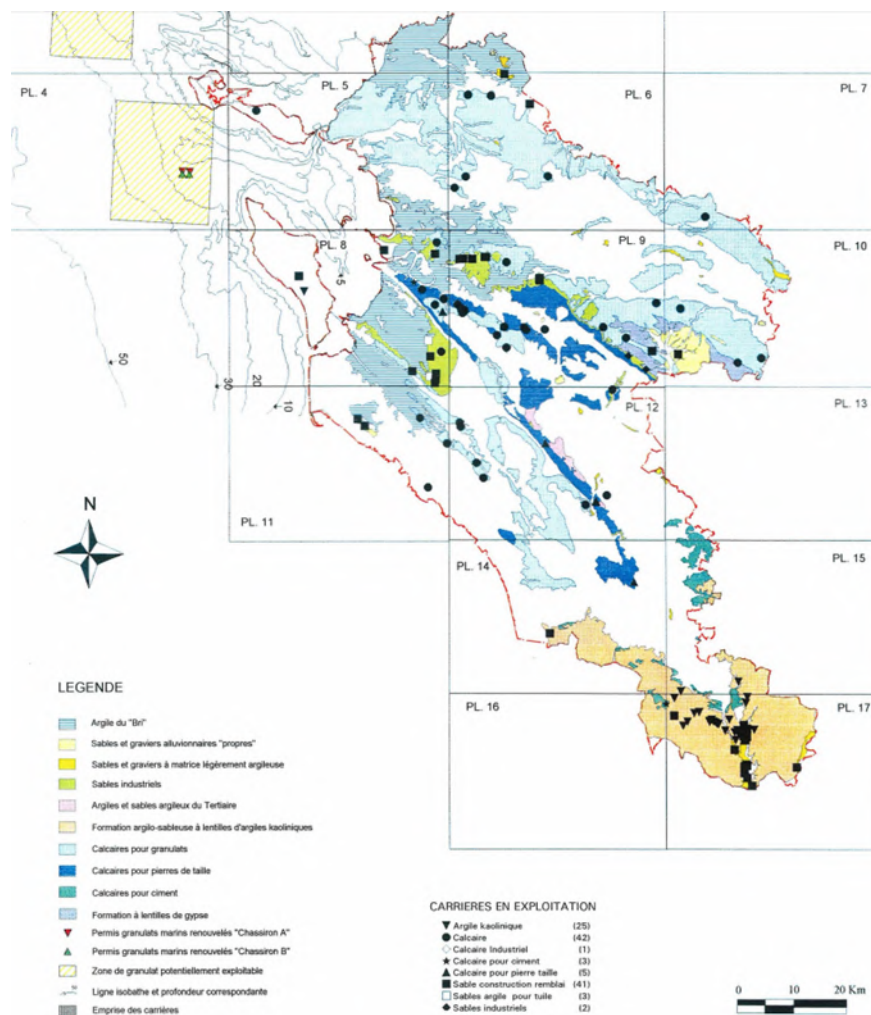 PL. 4
PL. 5
PL. 6
PL. 7
PL. 8
PL. 9
PL. 10
5
50
30
20
10
PL. 12
PL. 13
N
PL. 11
PL. 14
PL. 15
PL. 16
PL. 17
LEGENDE
Argile du "Bri"
Sables et graviers alluvionnaires "propres"
Sables et graviers à matrice légèrement argileuse
Sables industriels
Argiles et sables argileux du Tertiaire
Formation argilo-sableuse à lentilles d'argiles kaoliniques
Calcaires pour granulats
Calcaires pour pierres de taille
Calcaires pour ciment
Formation à lentilles de gypse
Permis granulats marins renouvelés "Chassiron A"
Permis granulats marins renouvelés "Chassiron B"
Zone de granulat potentiellement exploitable
Ligne isobathe et profondeur correspondante
Emprise des carrières
CARRIERES EN EXPLOITATION
Argile kaolinique (25)
Calcaire (42)
Calcaire Industriel (1)
Calcaire pour ciment (3)
Calcaire pour pierre taille (5)
Sable construction remblai (41)
Sables argile pour tuile (3)
Sables industriels (2)
0 10 20 Km